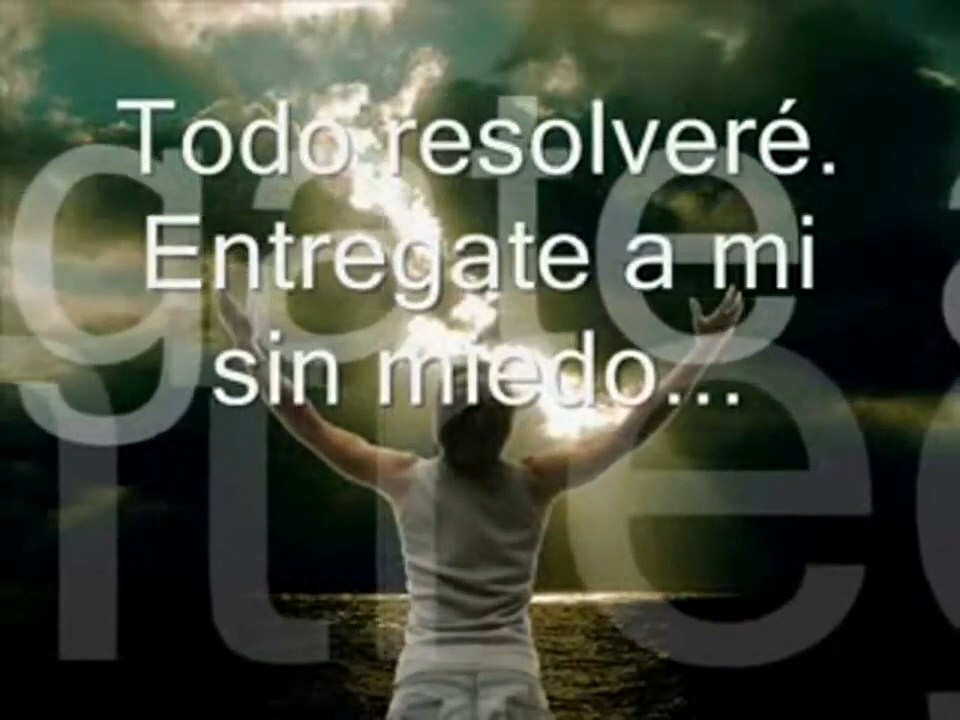 Todo resolveré.
Entregate a mi
sin miedo...